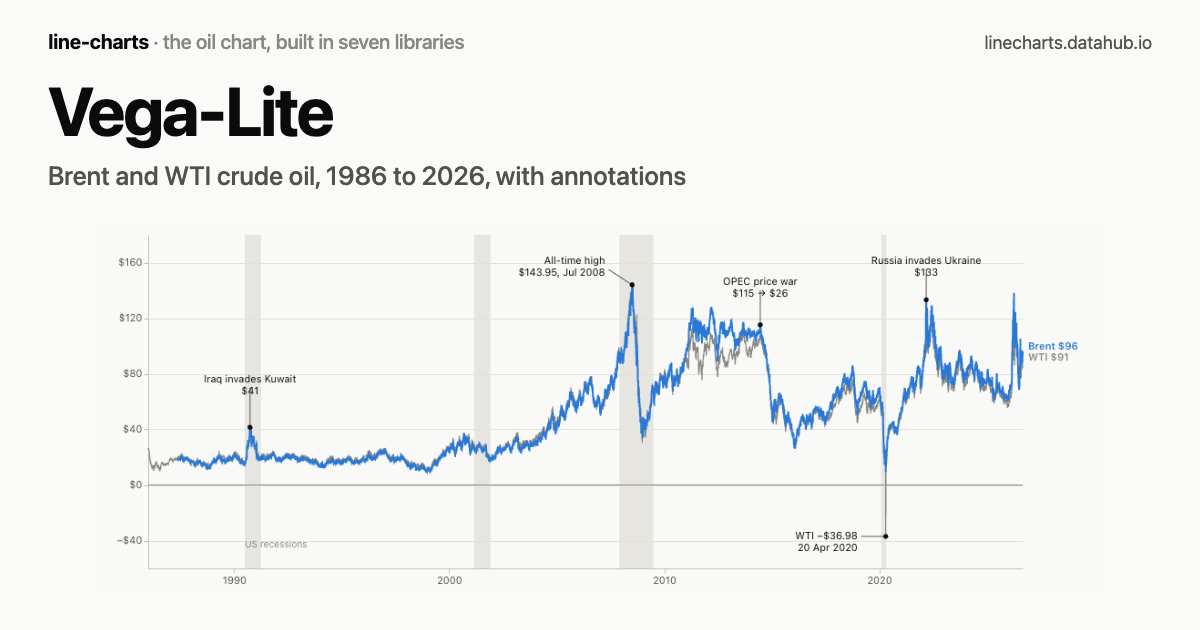 line-charts · the oil chart, built in seven libraries
linecharts.datahub.io
Vega-Lite
Brent and WTI crude oil, 1986 to 2026, with annotations
$160
$120
$80
$40
$0
−$40
All-time high
$143.95, Jul 2008
OPEC price war
$115 → $26
Russia invades Ukraine
$133
Iraq invades Kuwait
$41
Brent $96
WTI $91
WTI −$36.98
20 Apr 2020
US recessions
1990
2000
2010
2020